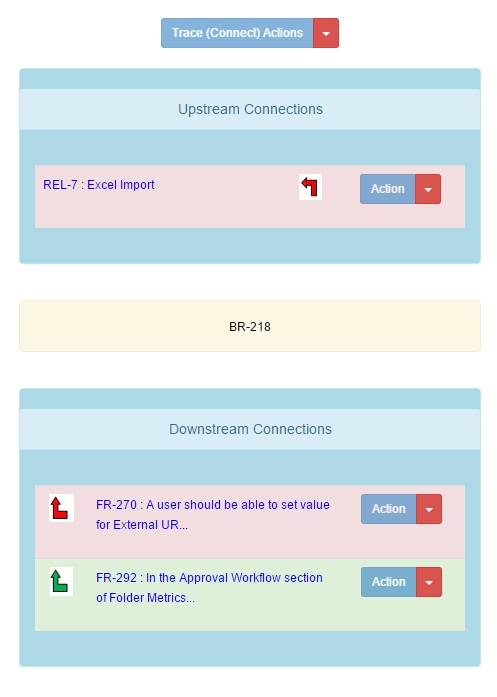 Trace (Connect) Actions
Upstream Connections
REL-7 : Excel Import
Action
BR-218
Downstream Connections
FR-270 : A user should be able to set value
for External UR...
Action
FR-292 : In the Approval Workflow section
of Folder Metrics...
Action